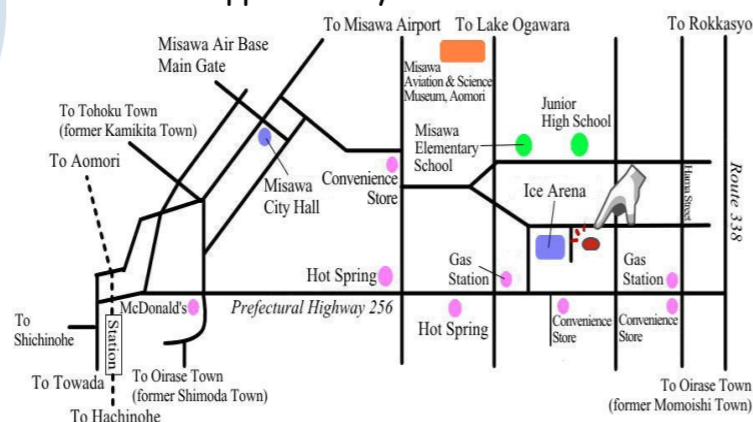 To Misawa Airport
To Lake Ogawara
To Rokkasyo
Misawa Air Base
Main Gate
Misawa
Aviation & Science
Museum, Aomori
To Tohoku Town
(former Kamikita Town)
Junior
High School
Misawa
Elementary
School
To Aomori
Misawa
City Hall
Convenience
Store
Ice Arena
Hama Street
Route 338
Hot Spring
Gas
Station
Gas
Station
McDonald's
Prefectural Highway 256
Hot Spring
Convenience
Store
Convenience
Store
To
Shichinohe
Station
To Towada
To Oirase Town
(former Shimoda Town)
To Oirase Town
(former Momoishi Town)
To Hachinohe